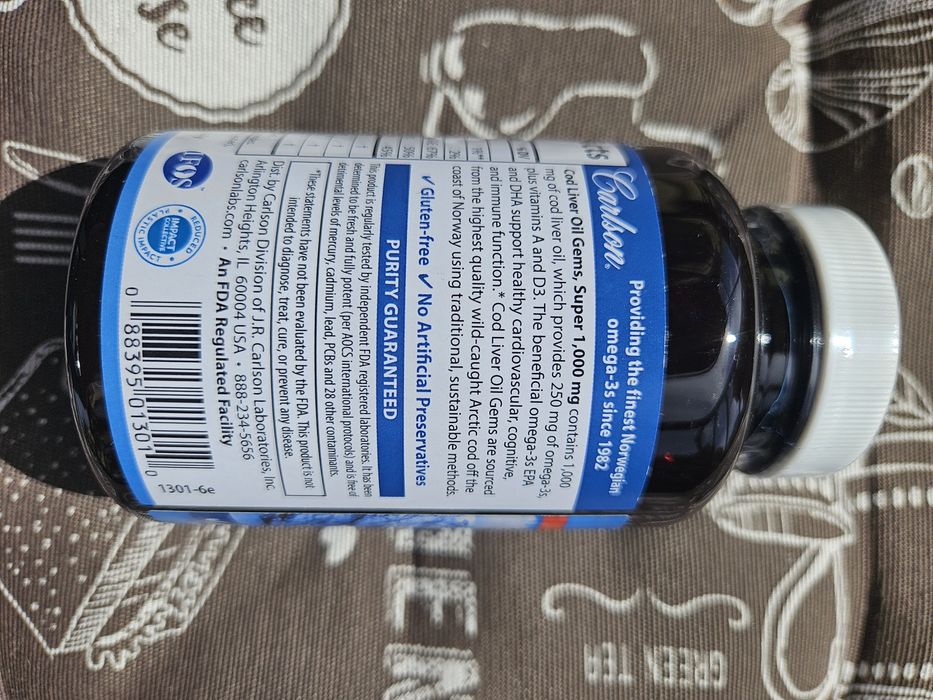 Carlson®
Providing the finest Norwegian
omega-3s since 1982
Cod Liver Oil Gems, Super 1,000 mg contains 1,000
mg of cod liver oil, which provides 250 mg of omega-3s,
plus vitamins A and D3. The beneficial omega-3s EPA
and DHA support healthy cardiovascular, cognitive,
and immune function.* Cod Liver Oil Gems are sourced
from the highest quality wild-caught Arctic cod off the
coast of Norway using traditional, sustainable methods.
✓ Gluten-free ✓ No Artificial Preservatives
PURITY GUARANTEED
This product is regularly tested by independent FDA registered laboratories. It has been
determined to be fresh and fully potent (per AOCS international protocols) and is free of
detrimental levels of mercury, cadmium, lead, PCBs and 28 other contaminants.
*These statements have not been evaluated by the FDA. This product is not
intended to diagnose, treat, cure, or prevent any disease.
Dist. by Carlson Division of J.R. Carlson Laboratories, Inc.
Arlington Heights, IL 60004 USA • 888-234-5656
carlsonlabs.com • An FDA Regulated Facility
REDUCED
IMPACT
COLLECTIVE
PLASTIC IMPACT
0 88395 01301 0
1301-6e
% DV
2%
50%
45%
GREEN TEA